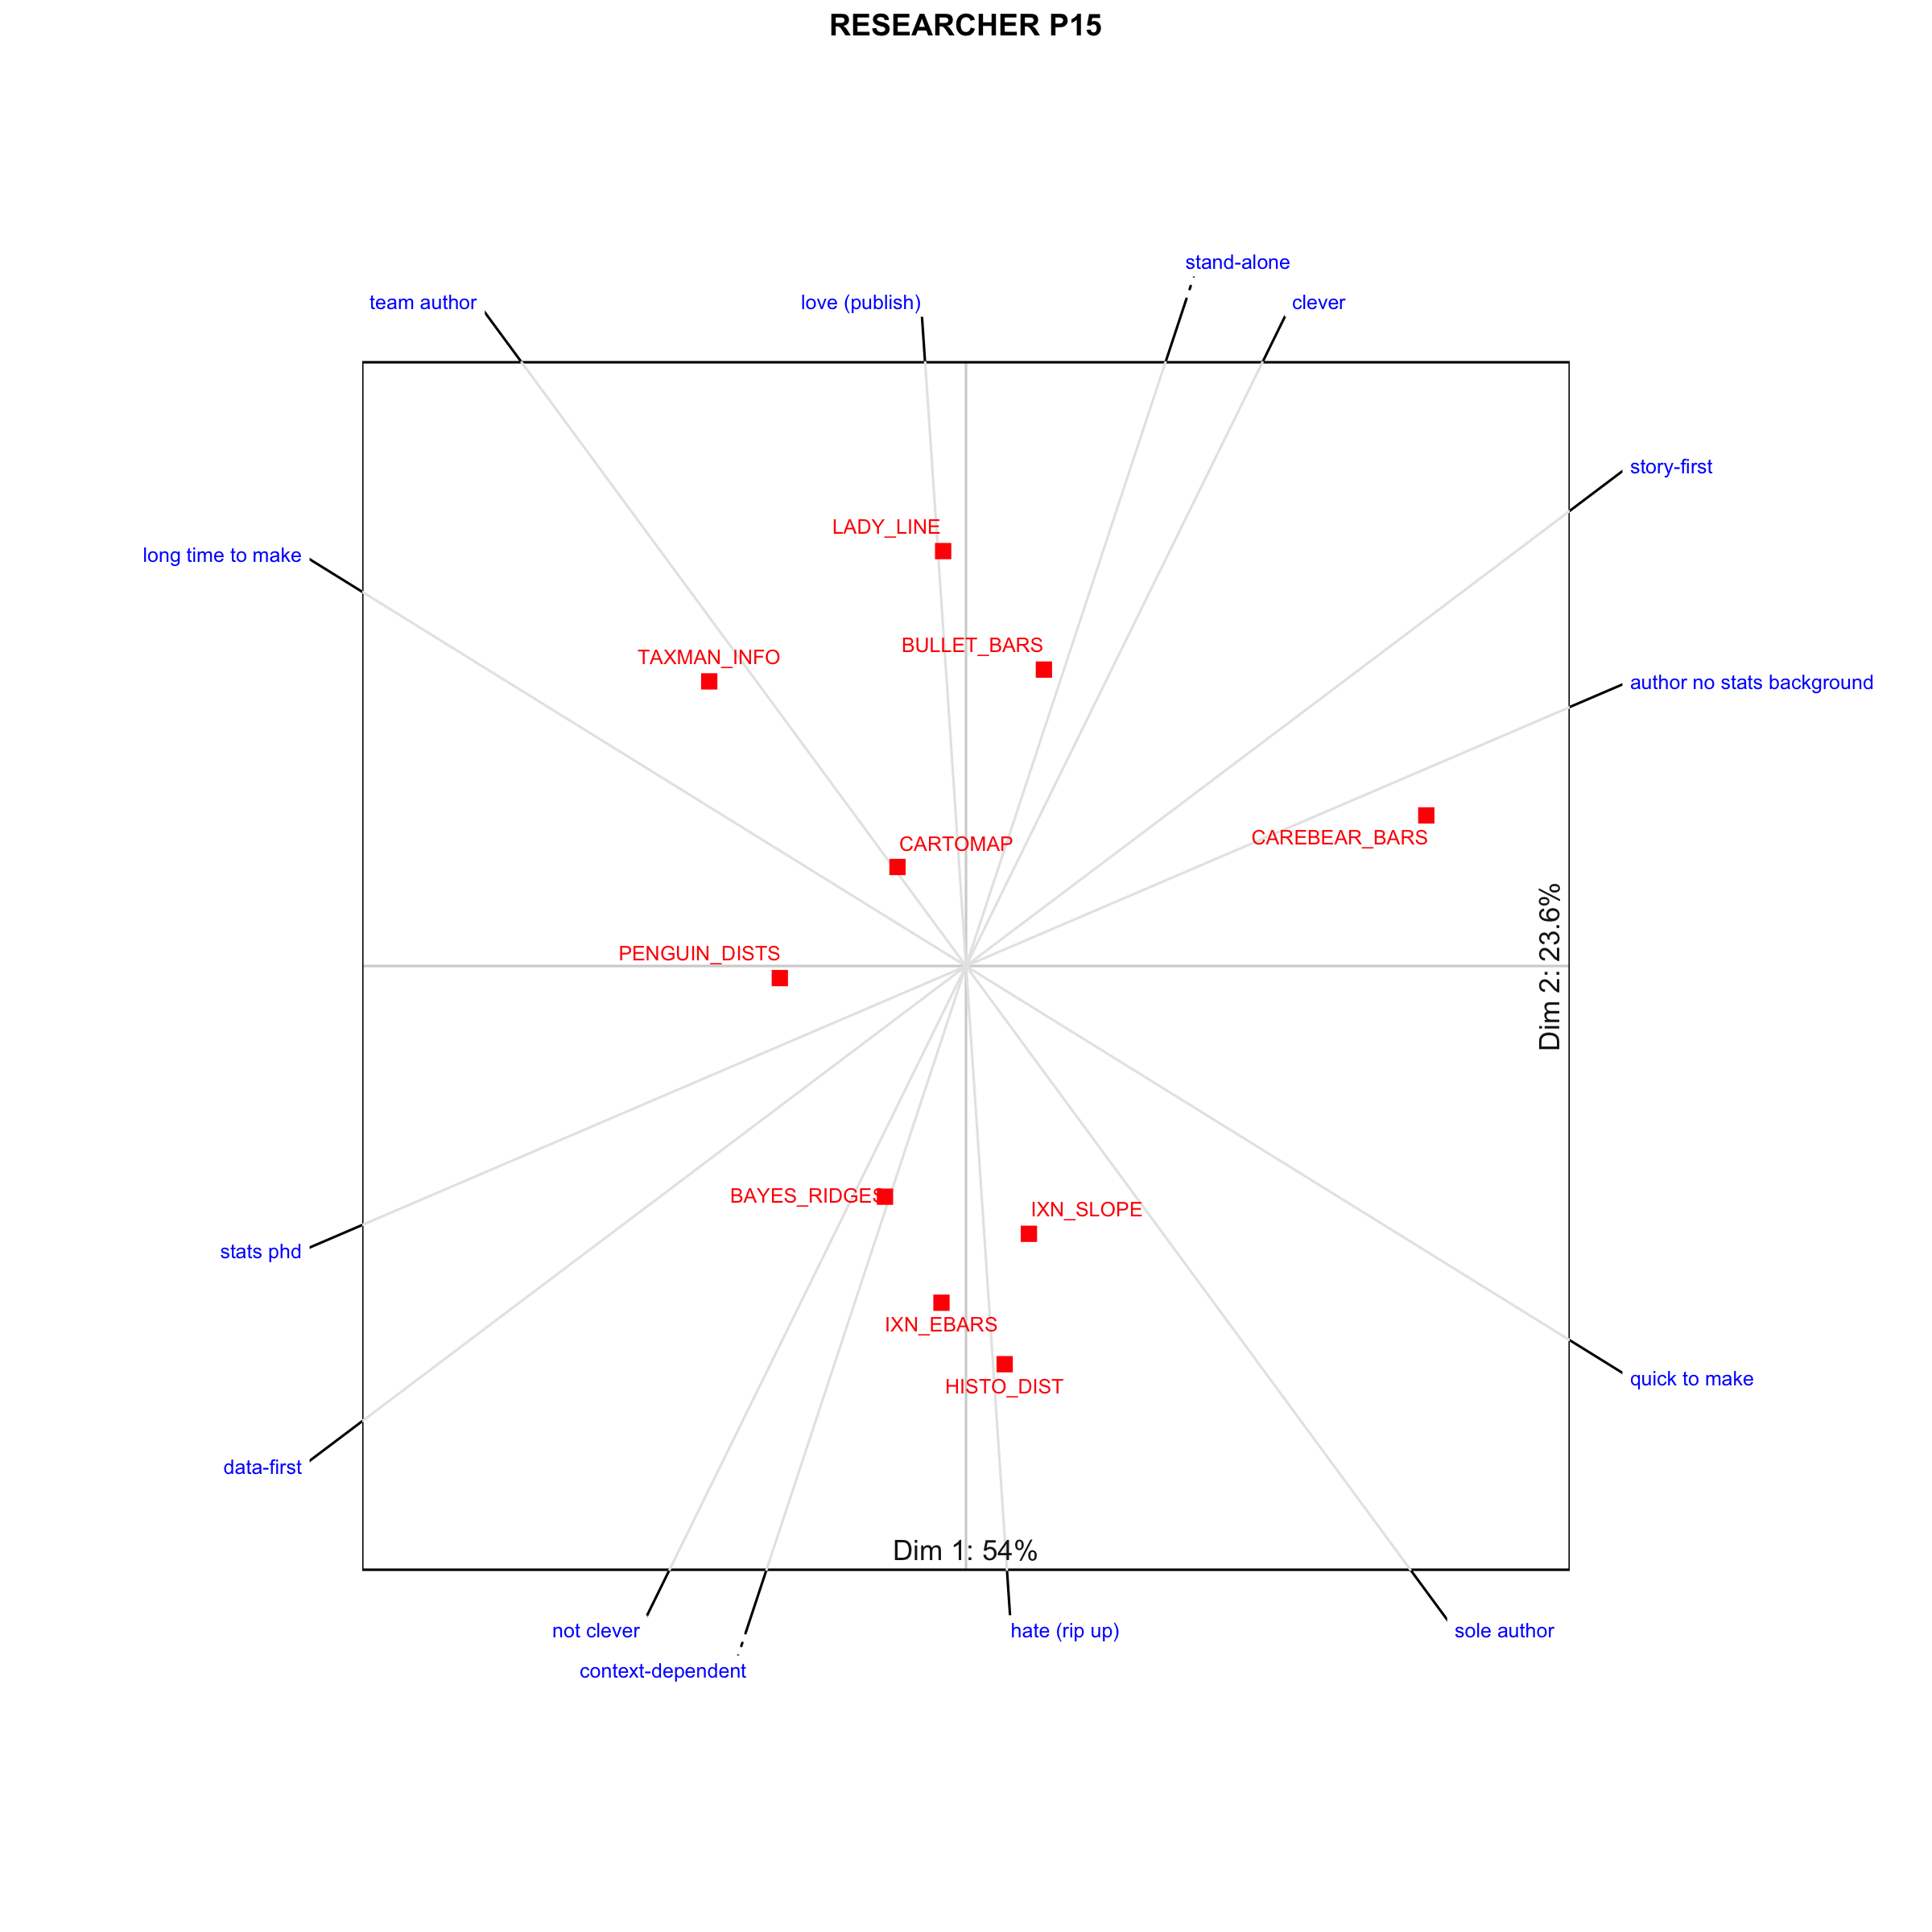 RESEARCHER P15
stand-alone
team author
love (publish)
clever
story-first
LADY_LINE
long time to make
BULLET_BARS
TAXMAN_INFO
author no stats background
CARTOMAP
CAREBEAR_BARS
PENGUIN_DISTS
Dim 2: 23.6%
BAYES_RIDGES
IXN_SLOPE
stats phd
IXN_EBARS
quick to make
HISTO_DIST
data-first
Dim 1: 54%
not clever
hate (rip up)
sole author
context-dependent